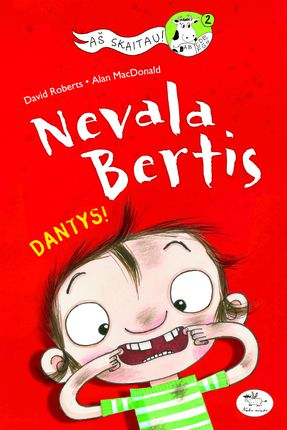 AŠ SKAITAU!
2
David Roberts • Alan MacDonald
Nevala
Bertis
DANTYS!